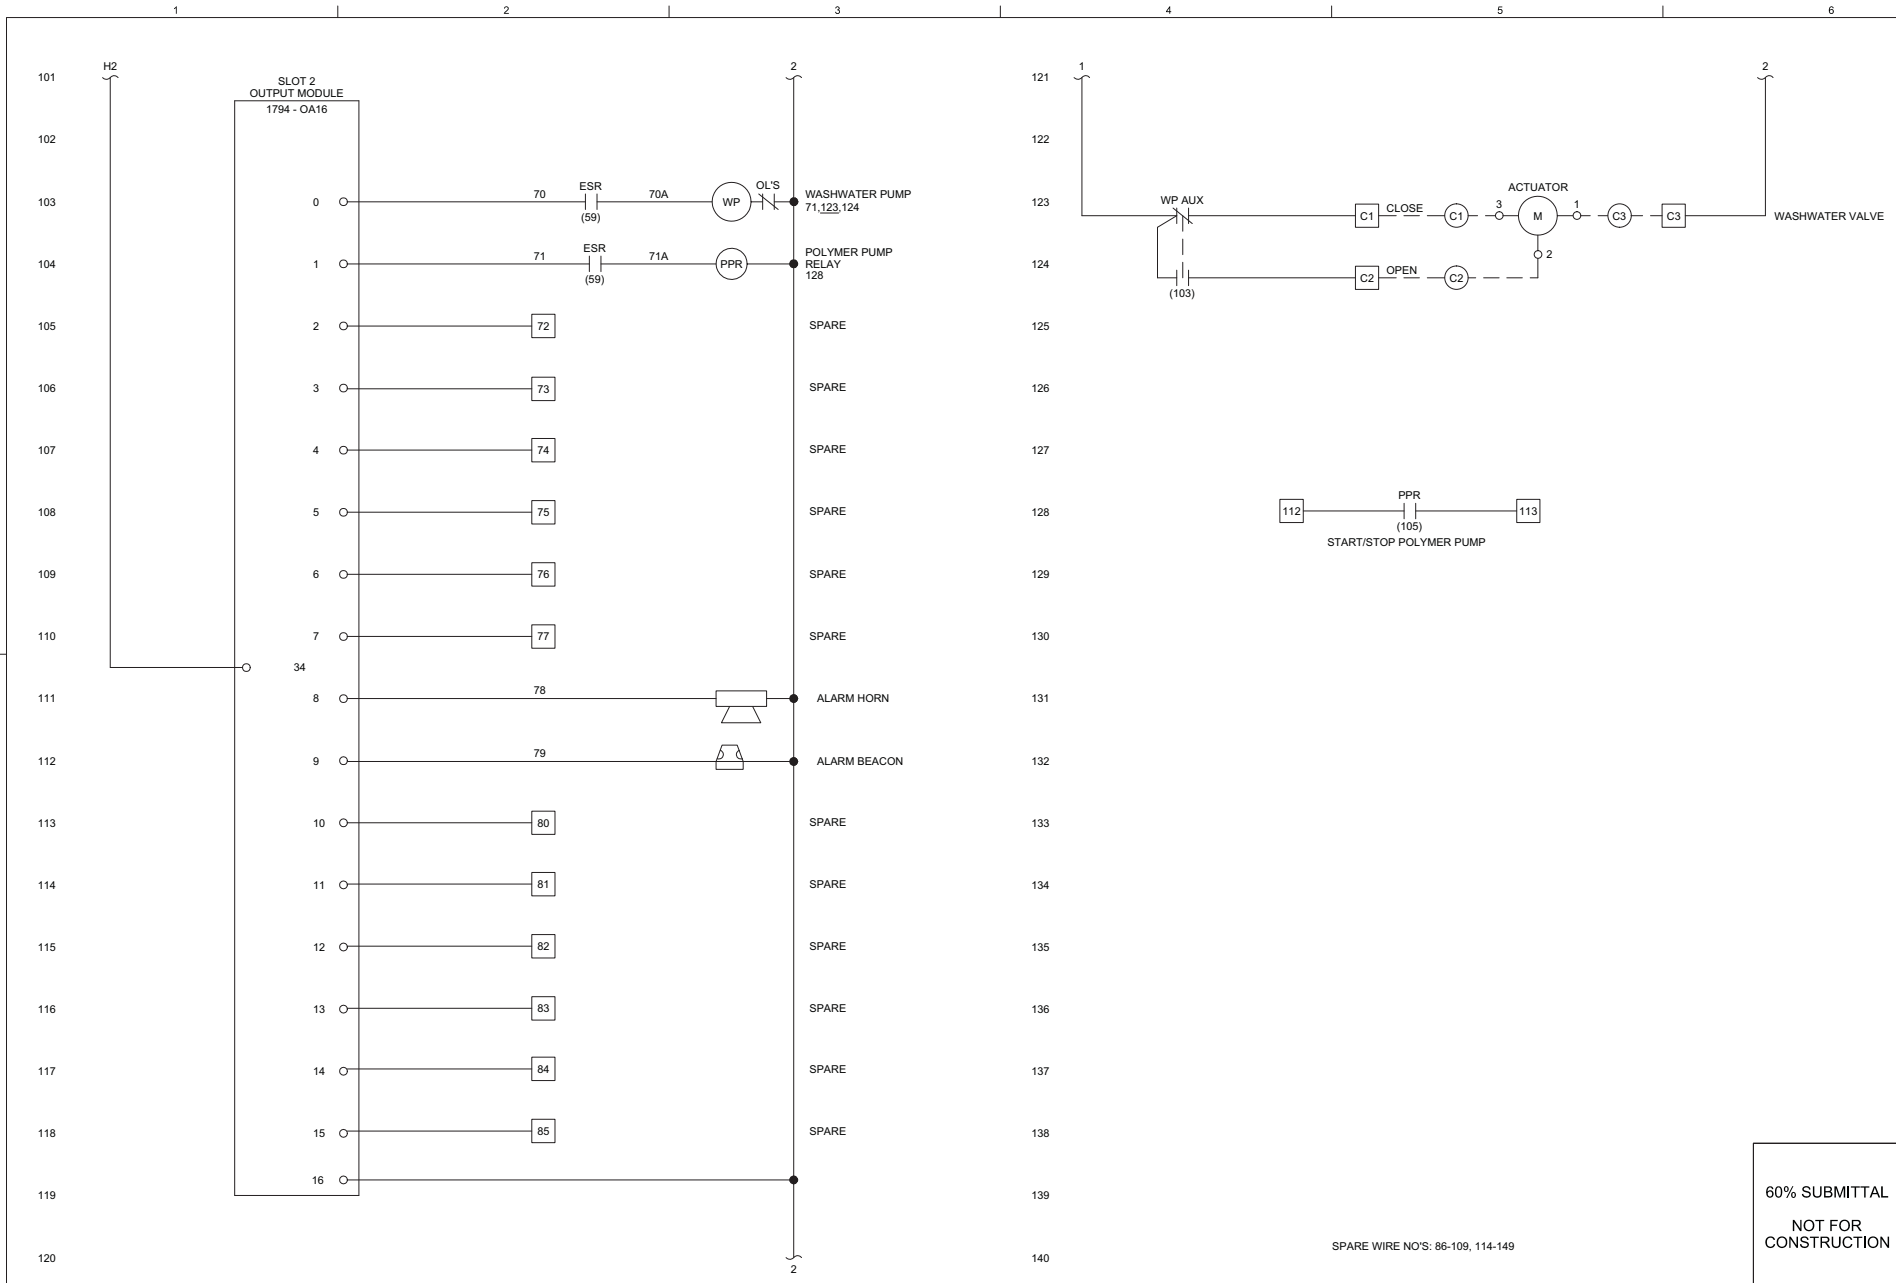 1 2 3 4 5 6
101 H2 2 121 1 2
SLOT 2
OUTPUT MODULE
1794 - OA16
102 122
103 0 70 ESR (59) 70A WP OL'S WASHWATER PUMP
71,123,124
104 1 71 ESR (59) 71A PPR POLYMER PUMP
RELAY
128
105 2 72 SPARE
106 3 73 SPARE
107 4 74 SPARE
108 5 75 SPARE
109 6 76 SPARE
110 7 77 SPARE
34
111 8 78 ALARM HORN
112 9 79 ALARM BEACON
113 10 80 SPARE
114 11 81 SPARE
115 12 82 SPARE
116 13 83 SPARE
117 14 84 SPARE
118 15 85 SPARE
16
119
120 2
123 WP AUX C1 CLOSE C1 3 ACTUATOR M 1 C3 C3 WASHWATER VALVE
124 (103) C2 OPEN C2 2
125
126
127
128 112 PPR (105) 113
START/STOP POLYMER PUMP
129
130
131
132
133
134
135
136
137
138
139
140 SPARE WIRE NO'S: 86-109, 114-149
60% SUBMITTAL
NOT FOR
CONSTRUCTION